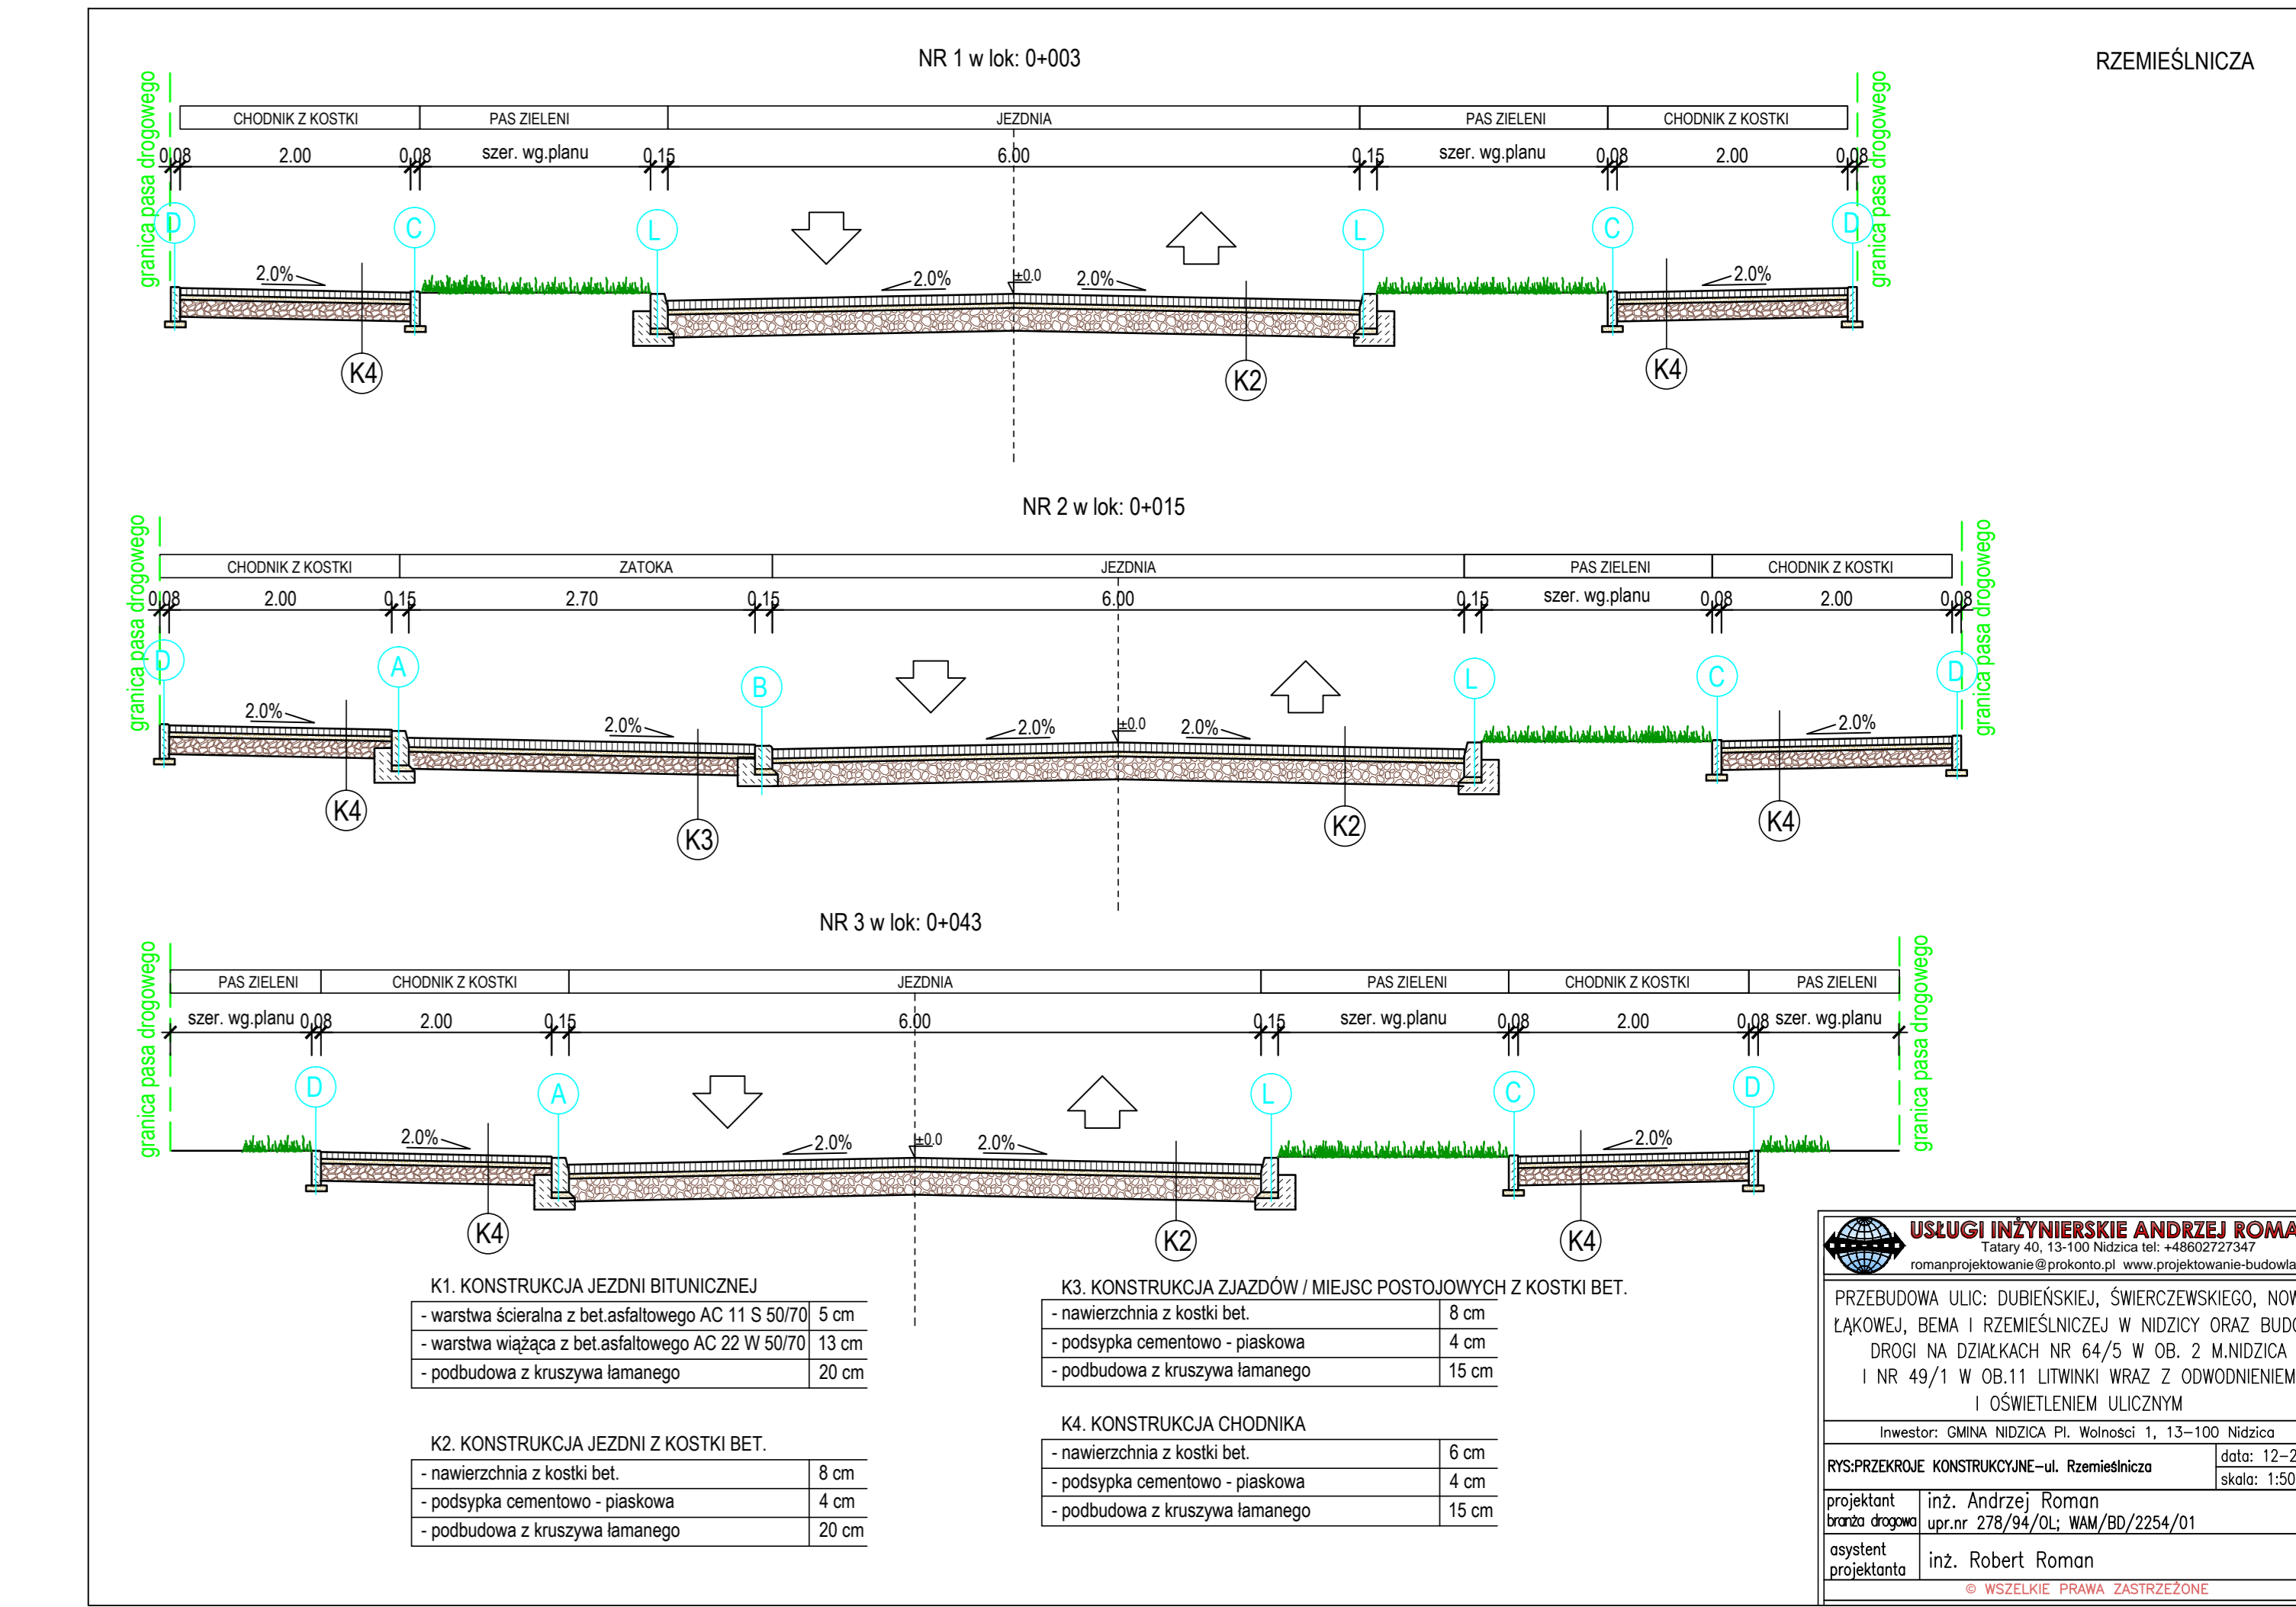 NR 1 w lok: 0+003
RZEMIEŚLNICZA
granica pasa drogowego
CHODNIK Z KOSTKI PAS ZIELENI JEZDNIA PAS ZIELENI CHODNIK Z KOSTKI
granica pasa drogowego
0.08 2.00 0.08 szer. wg.planu 0.15 6.00 0.15 szer. wg.planu 0.08 2.00 0.08
D C L L C D
2.0% 2.0% ±0.0 2.0% 2.0%
K4 K2 K4
NR 2 w lok: 0+015
granica pasa drogowego
CHODNIK Z KOSTKI ZATOKA JEZDNIA PAS ZIELENI CHODNIK Z KOSTKI
granica pasa drogowego
0.08 2.00 0.15 2.70 0.15 6.00 0.15 szer. wg.planu 0.08 2.00 0.08
D A B L C D
2.0% 2.0% 2.0% ±0.0 2.0% 2.0%
K4 K3 K2 K4
NR 3 w lok: 0+043
granica pasa drogowego
PAS ZIELENI CHODNIK Z KOSTKI JEZDNIA PAS ZIELENI CHODNIK Z KOSTKI PAS ZIELENI
granica pasa drogowego
szer. wg.planu 0.08 2.00 0.15 6.00 0.15 szer. wg.planu 0.08 2.00 0.08 szer. wg.planu
D A L C D
2.0% 2.0% ±0.0 2.0% 2.0%
K4 K2 K4
K1. KONSTRUKCJA JEZDNI BITUNICZNEJ
- warstwa ścieralna z bet.asfaltowego AC 11 S 50/70 5 cm
- warstwa wiążąca z bet.asfaltowego AC 22 W 50/70 13 cm
- podbudowa z kruszywa łamanego 20 cm
K2. KONSTRUKCJA JEZDNI Z KOSTKI BET.
- nawierzchnia z kostki bet. 8 cm
- podsypka cementowo - piaskowa 4 cm
- podbudowa z kruszywa łamanego 20 cm
K3. KONSTRUKCJA ZJAZDÓW / MIEJSC POSTOJOWYCH Z KOSTKI BET.
- nawierzchnia z kostki bet. 8 cm
- podsypka cementowo - piaskowa 4 cm
- podbudowa z kruszywa łamanego 15 cm
K4. KONSTRUKCJA CHODNIKA
- nawierzchnia z kostki bet. 6 cm
- podsypka cementowo - piaskowa 4 cm
- podbudowa z kruszywa łamanego 15 cm
USŁUGI INŻYNIERSKIE ANDRZEJ ROMA
Tatary 40, 13-100 Nidzica tel: +48602727347
romanprojektowanie@prokonto.pl www.projektowanie-budowla
PRZEBUDOWA ULIC: DUBIEŃSKIEJ, ŚWIERCZEWSKIEGO, NOW
ŁĄKOWEJ, BEMA I RZEMIEŚLNICZEJ W NIDZICY ORAZ BUDO
DROGI NA DZIAŁKACH NR 64/5 W OB. 2 M.NIDZICA
I NR 49/1 W OB.11 LITWINKI WRAZ Z ODWODNIENIEM
I OŚWIETLENIEM ULICZNYM
Inwestor: GMINA NIDZICA Pl. Wolności 1, 13-100 Nidzica
RYS:PRZEKROJE KONSTRUKCYJNE-ul. Rzemieślnicza
data: 12-2
skala: 1:50
projektant branża drogowa
inż. Andrzej Roman
upr.nr 278/94/OL; WAM/BD/2254/01
asystent projektanta
inż. Robert Roman
© WSZELKIE PRAWA ZASTRZEŻONE